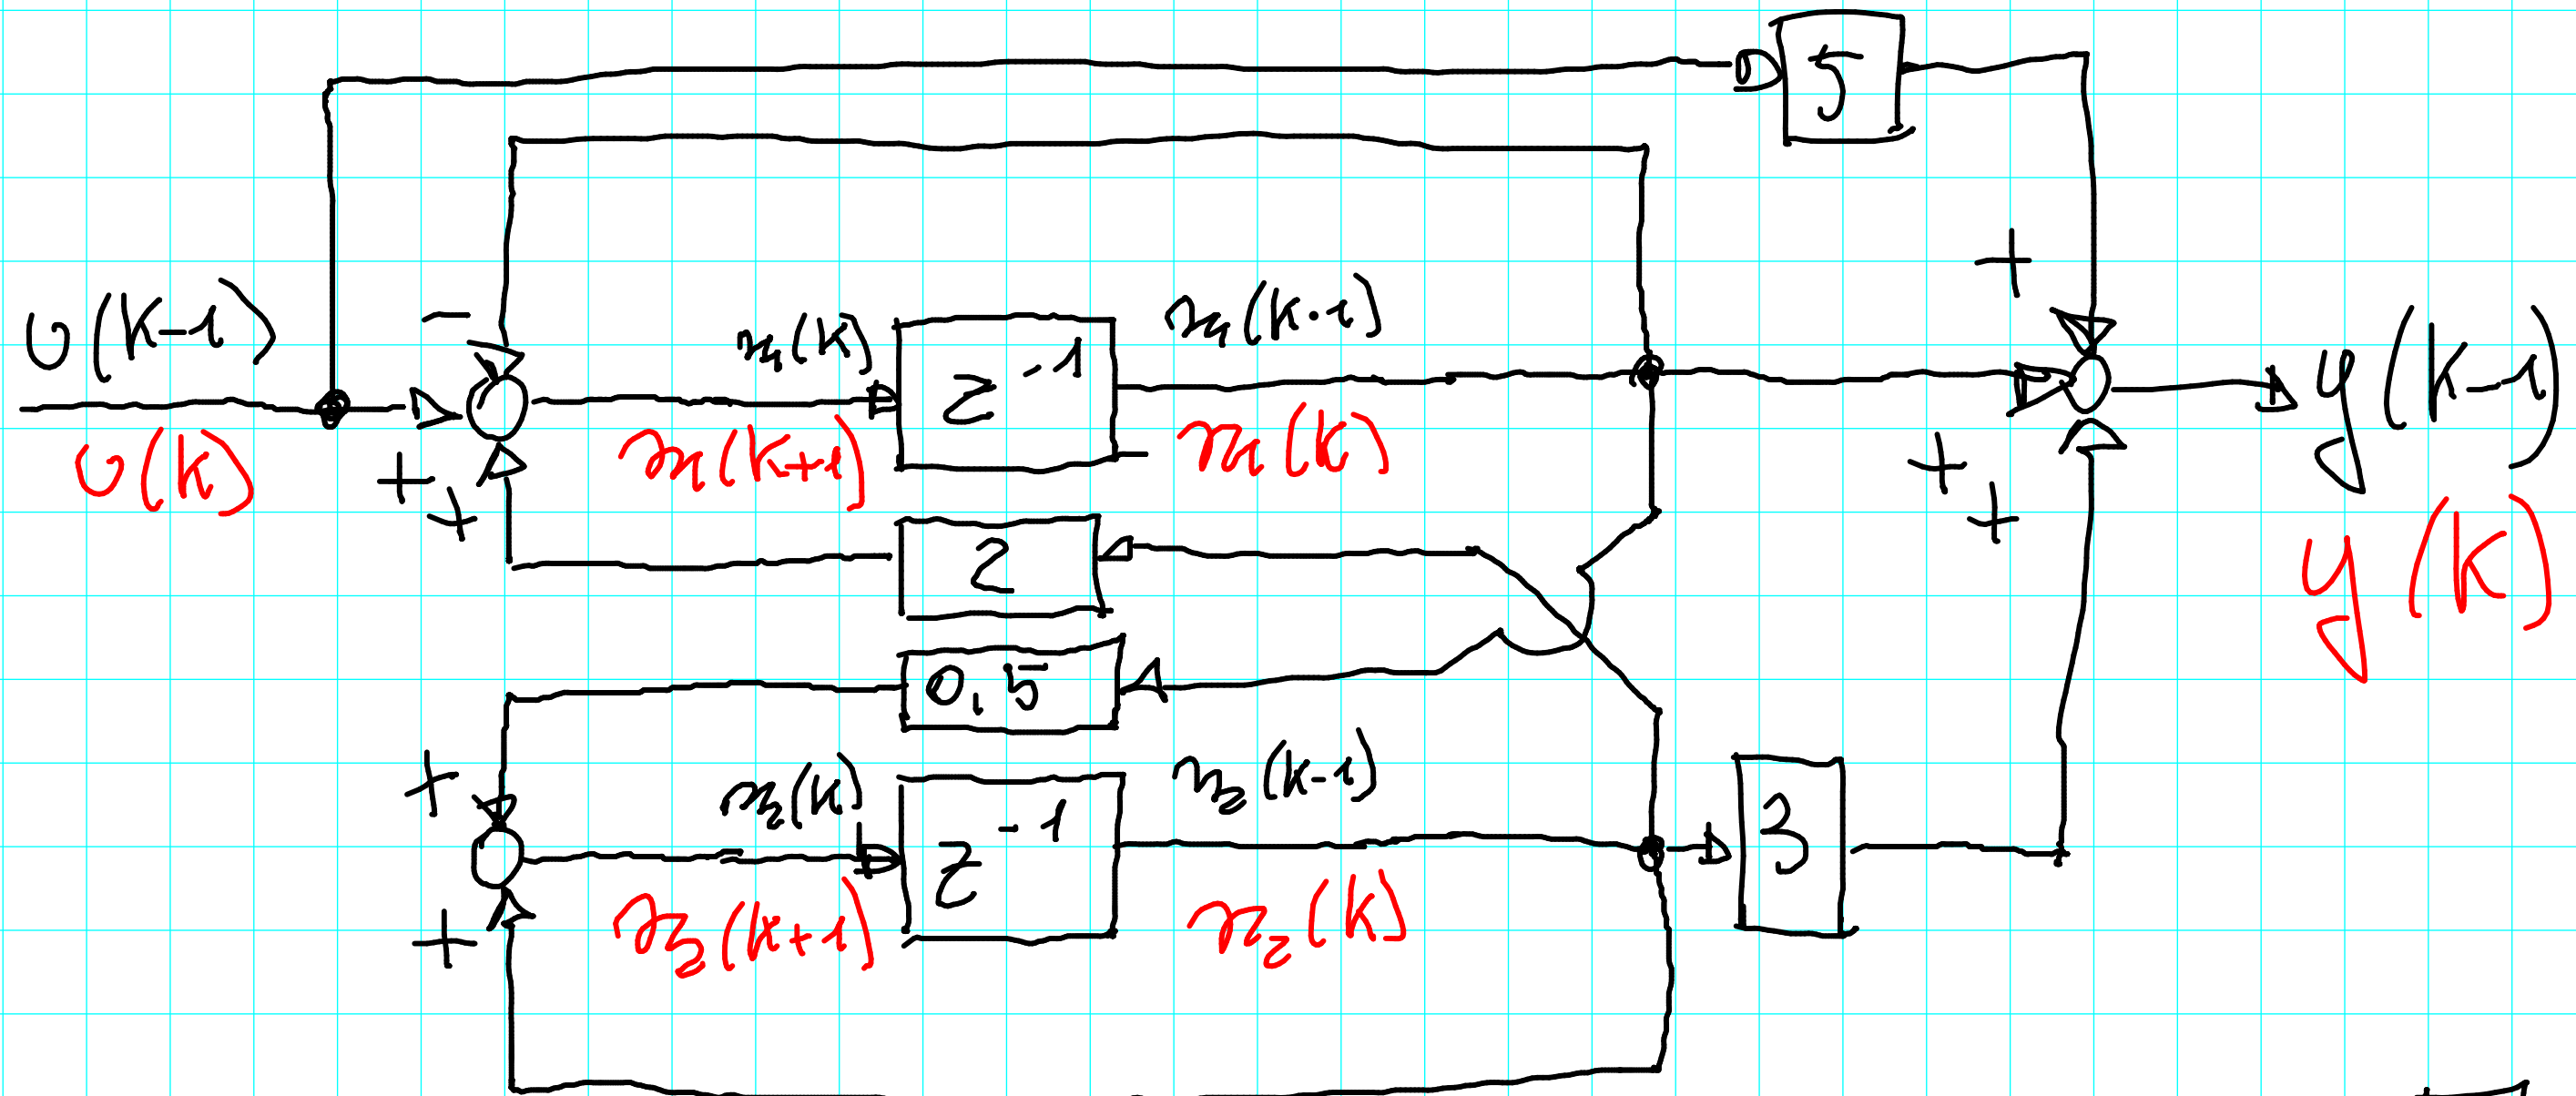 5
+
υ(k-1)
-
x₁(k)
z⁻¹
x₁(k-1)
y(k-1)
υ(k)
+
+
x₁(k+1)
x₁(k)
+
+
y(k)
2
0,5
+
x₂(k)
z⁻¹
x₂(k-1)
3
+
x₂(k+1)
x₂(k)